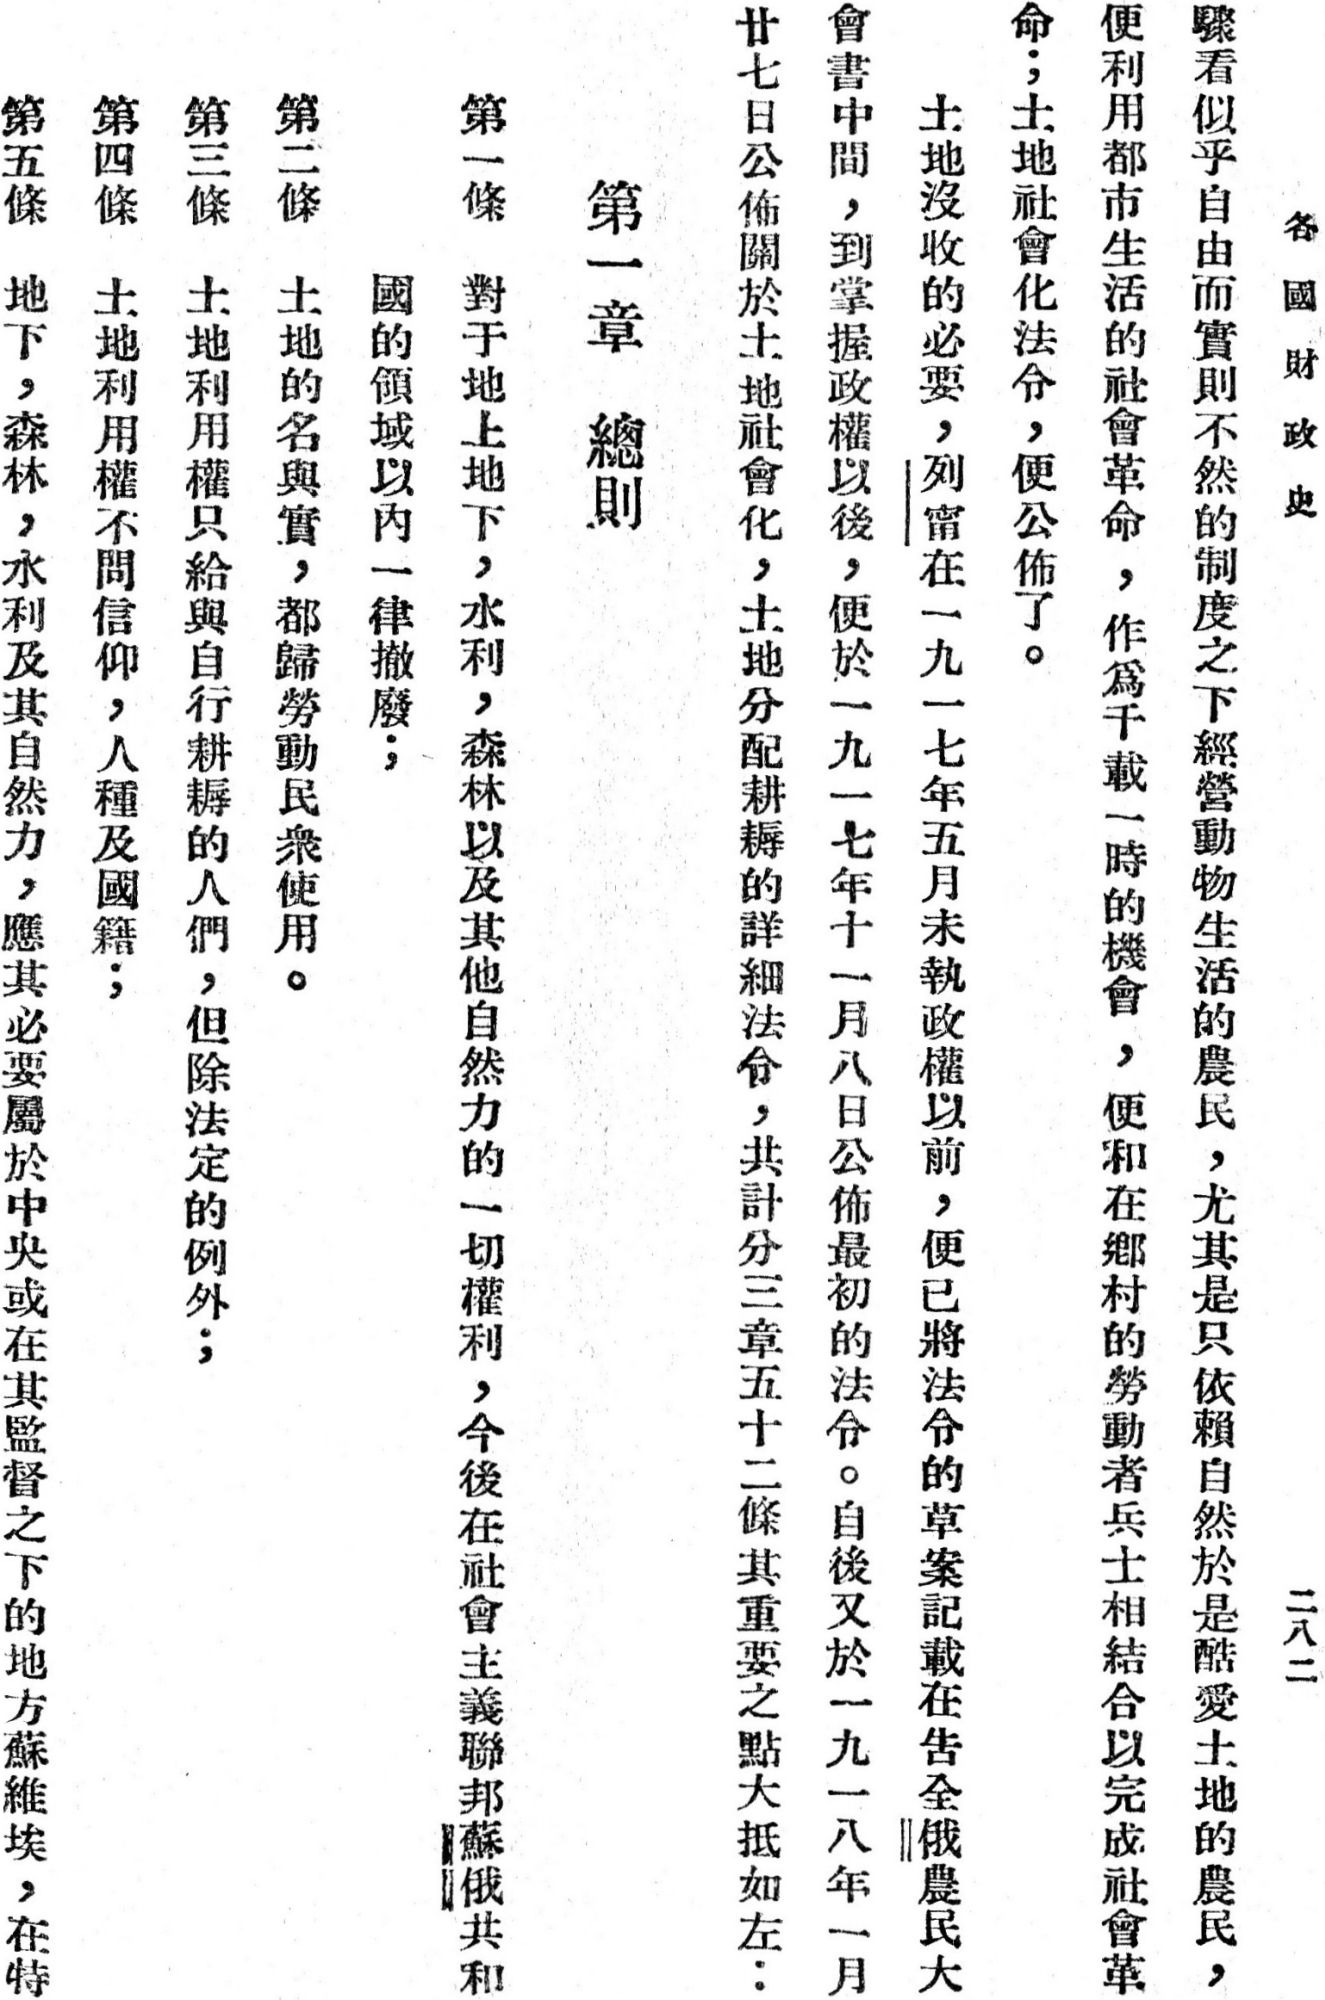 各國財政史
二八二
驟看似乎自由而實則不然的制度之下經營動物生活的農民，尤其是只依賴自然於是酷愛土地的農民，
便利用都市生活的社會革命，作爲千載一時的機會，便和在鄉村的勞動者兵士相結合以完成社會革
命；土地社會化法令，便公佈了。
土地沒收的必要，列甯在一九一七年五月未執政權以前，便已將法令的草案記載在告全俄農民大
會書中間，到掌握政權以後，便於一九一七年十一月八日公佈最初的法令。自後又於一九一八年一月
廿七日公佈關於土地社會化，土地分配耕耨的詳細法令，共計分三章五十二條其重要之點大抵如左：
第一章　總則
第一條　對于地上地下，水利，森林以及其他自然力的一切權利，今後在社會主義聯邦蘇俄共和
國的領域以內一律撤廢；
第二條　土地的名與實，都歸勞動民衆使用。
第三條　土地利用權只給與自行耕耨的人們，但除法定的例外；
第四條　土地利用權不問信仰，人種及國籍；
第五條　地下，森林，水利及其自然力，應其必要屬於中央或在其監督之下的地方蘇維埃，在特